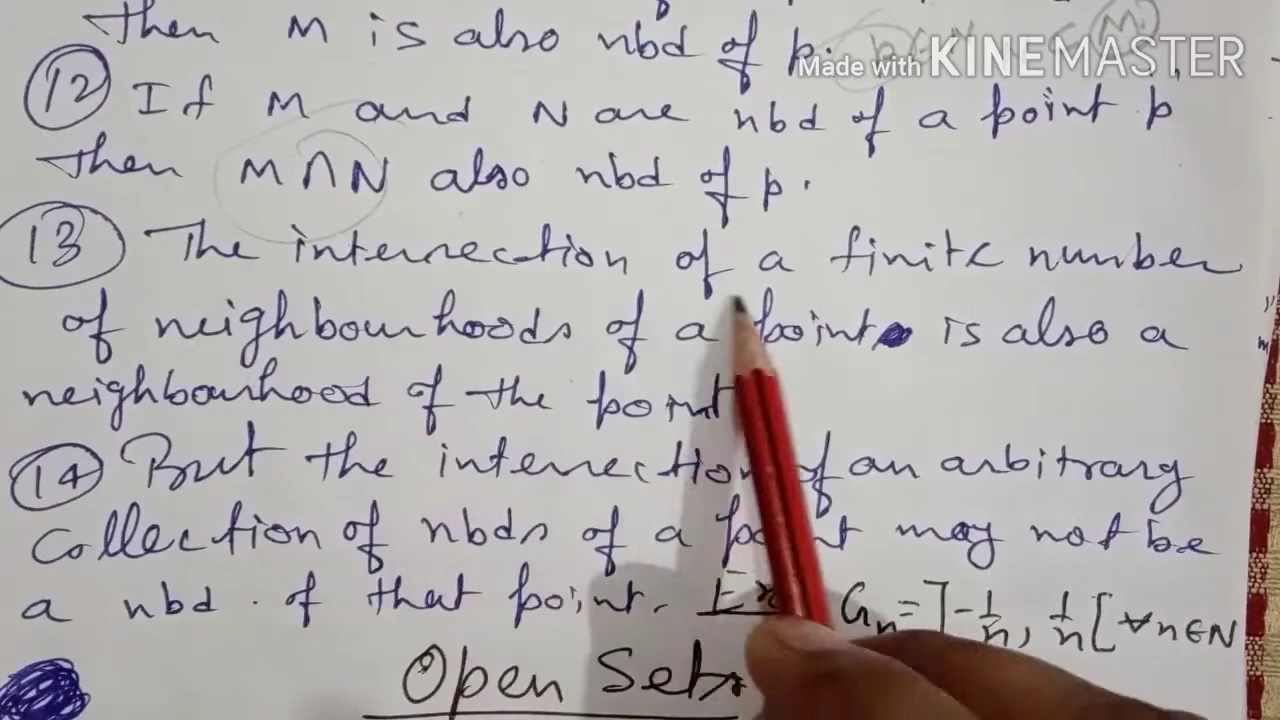 then M is also nbd of p.
Made with KINEMASTER
(12) If M and N are nbd of a point p
then M∩N also nbd of p.
(13) The intersection of a finite number
of neighbourhoods of a point is also a
neighbourhood of the point
(14) But the intersection of an arbitrary
collection of nbds of a point may not be
a nbd. of that point. Ex G_n = ]-1/n, 1/n[ ∀n∈N
Open Sets